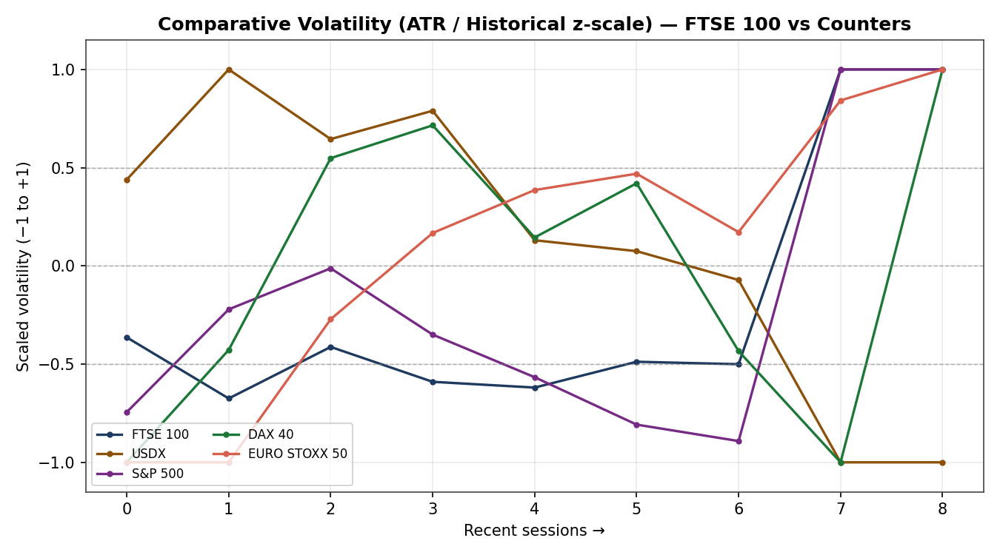 Comparative Volatility (ATR / Historical z-scale) — FTSE 100 vs Counters
Scaled volatility (−1 to +1)
1.0
0.5
0.0
−0.5
−1.0
FTSE 100
USDX
S&P 500
DAX 40
EURO STOXX 50
0 1 2 3 4 5 6 7 8
Recent sessions →